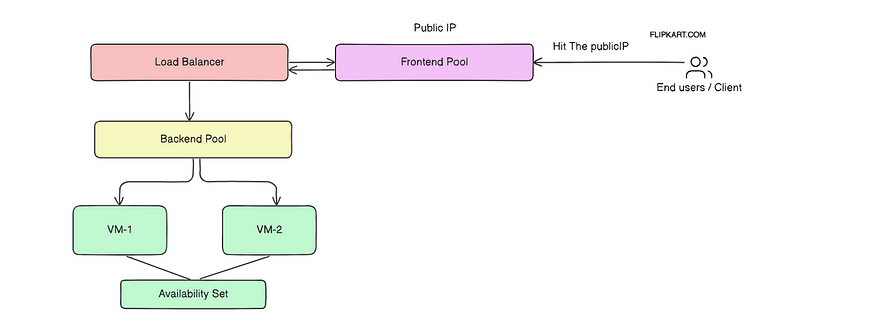 Public IP
FLIPKART.COM
Hit The publicIP
Load Balancer
Frontend Pool
End users / Client
Backend Pool
VM-1
VM-2
Availability Set